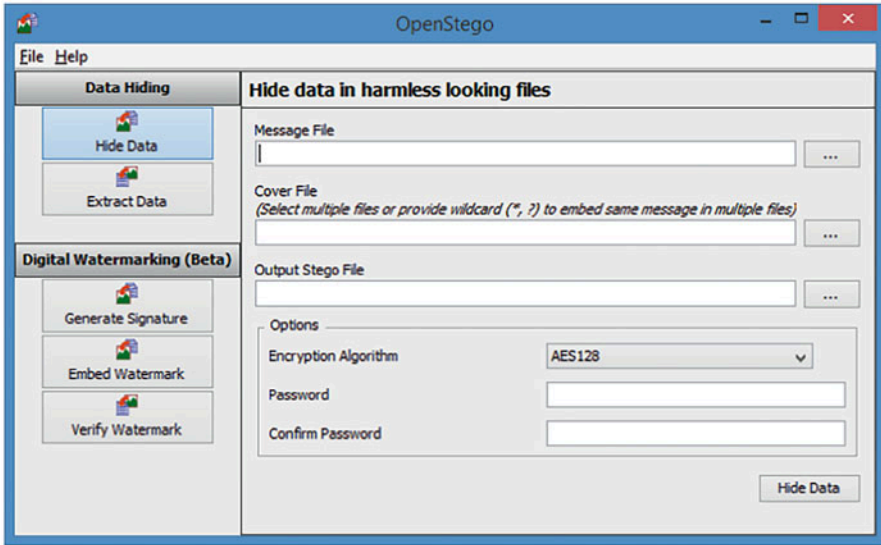 OpenStego
File Help
Data Hiding
Hide Data
Extract Data
Digital Watermarking (Beta)
Generate Signature
Embed Watermark
Verify Watermark
Hide data in harmless looking files
Message File
...
Cover File
(Select multiple files or provide wildcard (*, ?) to embed same message in multiple files)
...
Output Stego File
...
Options
Encryption Algorithm AES128
Password
Confirm Password
Hide Data